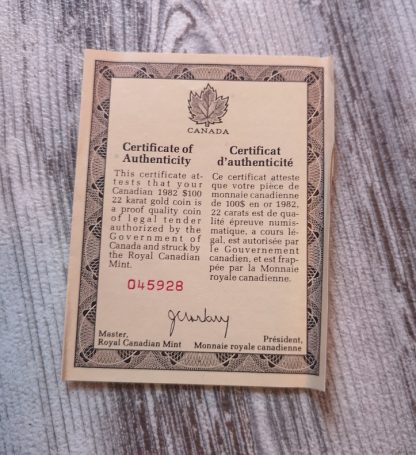 CANADA
Certificate of
Authenticity
This certificate at-
tests that your
Canadian 1982 $100
22 karat gold coin is
a proof quality coin
of legal tender
authorized by the
Government of
Canada and struck by
the Royal Canadian
Mint.
Certificat
d'authenticité
Ce certificat atteste
que votre pièce de
monnaie canadienne
de 100$ en or 1982,
22 carats est de qua-
lité épreuve numis-
matique, a cours lé-
gal, est autorisée par
le Gouvernement
canadien, et est frap-
pée par la Monnaie
royale canadienne.
045928
Master,
Royal Canadian Mint
Président,
Monnaie royale canadienne